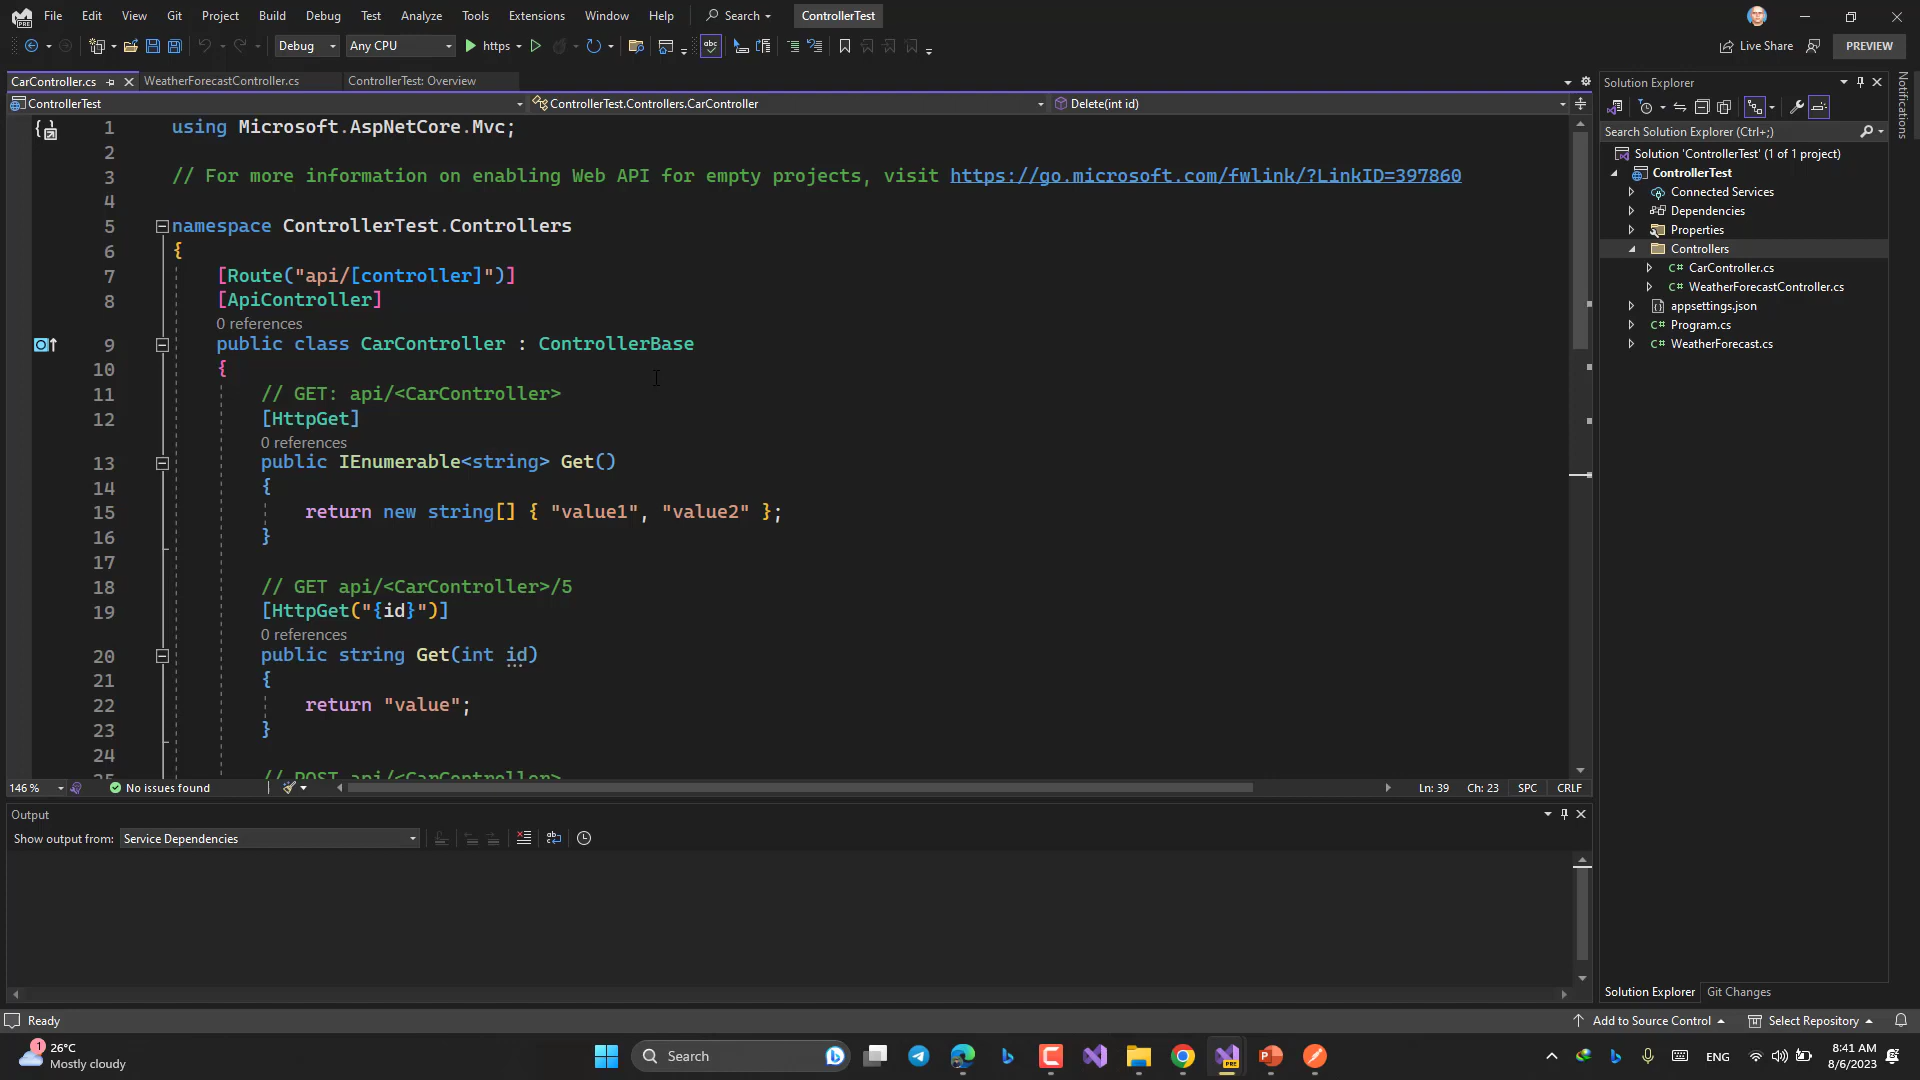 File Edit View Git Project Build Debug Test Analyze Tools Extensions Window Help Search ControllerTest
Debug Any CPU https Live Share PREVIEW
CarController.cs WeatherForecastController.cs ControllerTest: Overview
ControllerTest ControllerTest.Controllers.CarController Delete(int id)
1 using Microsoft.AspNetCore.Mvc;
2
3 // For more information on enabling Web API for empty projects, visit https://go.microsoft.com/fwlink/?LinkID=397860
4
5 namespace ControllerTest.Controllers
6 {
7 [Route("api/[controller]")]
8 [ApiController]
0 references
9 public class CarController : ControllerBase
10 {
11 // GET: api/<CarController>
12 [HttpGet]
0 references
13 public IEnumerable<string> Get()
14 {
15 return new string[] { "value1", "value2" };
16 }
17
18 // GET api/<CarController>/5
19 [HttpGet("{id}")]
0 references
20 public string Get(int id)
21 {
22 return "value";
23 }
24
25 // POST api/<CarController>
146 % No issues found Ln: 39 Ch: 23 SPC CRLF
Output
Show output from: Service Dependencies
Solution Explorer
Search Solution Explorer (Ctrl+;)
Solution 'ControllerTest' (1 of 1 project)
ControllerTest
Connected Services
Dependencies
Properties
Controllers
C# CarController.cs
C# WeatherForecastController.cs
appsettings.json
C# Program.cs
C# WeatherForecast.cs
Solution Explorer Git Changes
Notifications
Ready Add to Source Control Select Repository
1 26°C
Mostly cloudy
Search
ENG
8:41 AM
8/6/2023